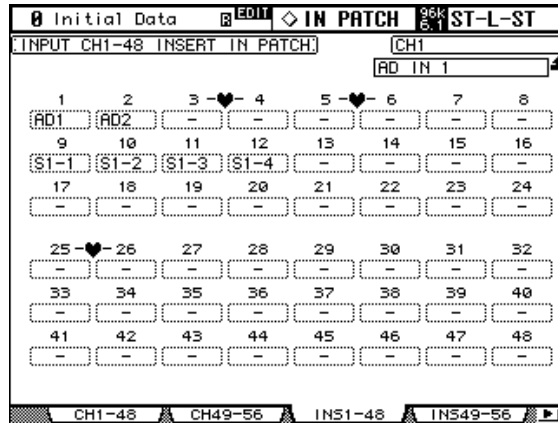 0 Initial Data R EDIT ◇ IN PATCH 96k 6.1 ST-L-ST
INPUT CH1-48 INSERT IN PATCH CH1
AD IN 1
1 2 3 -♥- 4 5 -♥- 6 7 8
AD1 AD2 - - - - - -
9 10 11 12 13 14 15 16
S1-1 S1-2 S1-3 S1-4 - - - -
17 18 19 20 21 22 23 24
- - - - - - - -
25 -♥- 26 27 28 29 30 31 32
- - - - - - - -
33 34 35 36 37 38 39 40
- - - - - - - -
41 42 43 44 45 46 47 48
- - - - - - - -
CH1-48 CH49-56 INS1-48 INS49-56